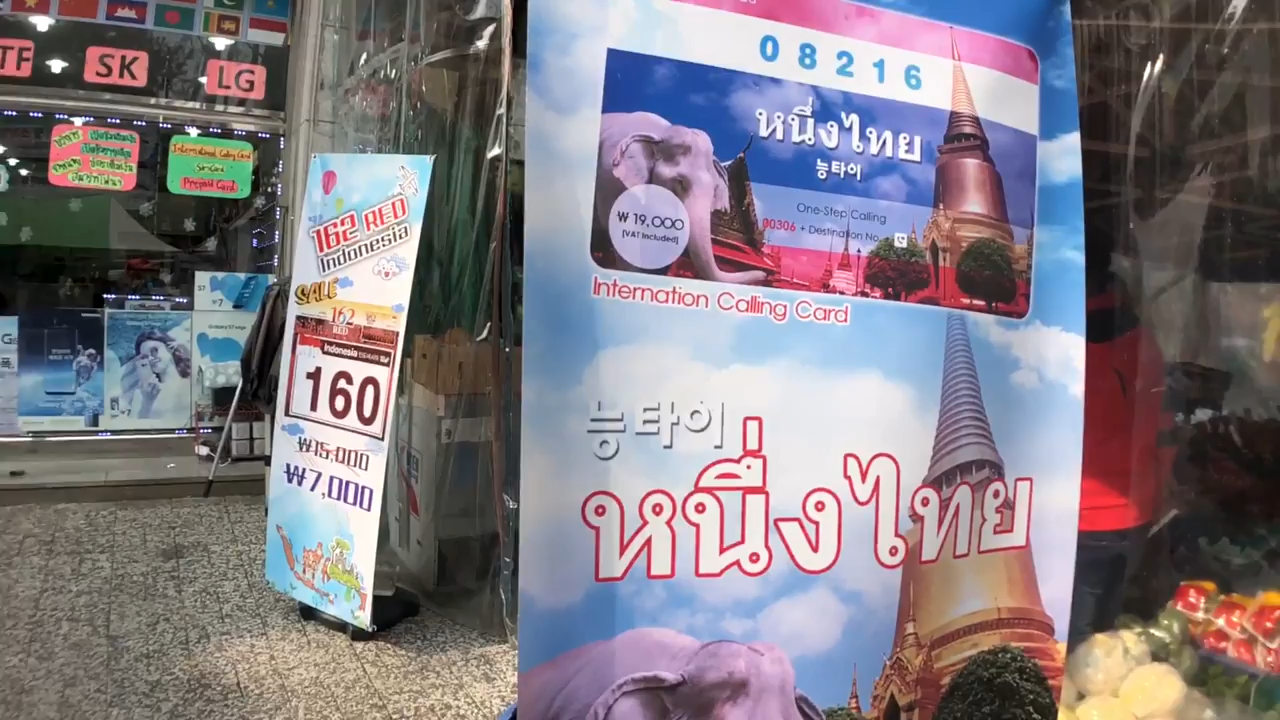 TF
SK
LG
International Calling Card
Prepaid Card
162 RED
Indonesia
SALE
162
RED
Indonesia
160
₩15,000
₩7,000
08216
หนึ่งไทย
능타이
₩ 19,000
[VAT Included]
One-Step Calling
00306 + Destination No.
Internation Calling Card
능타이
หนึ่งไทย